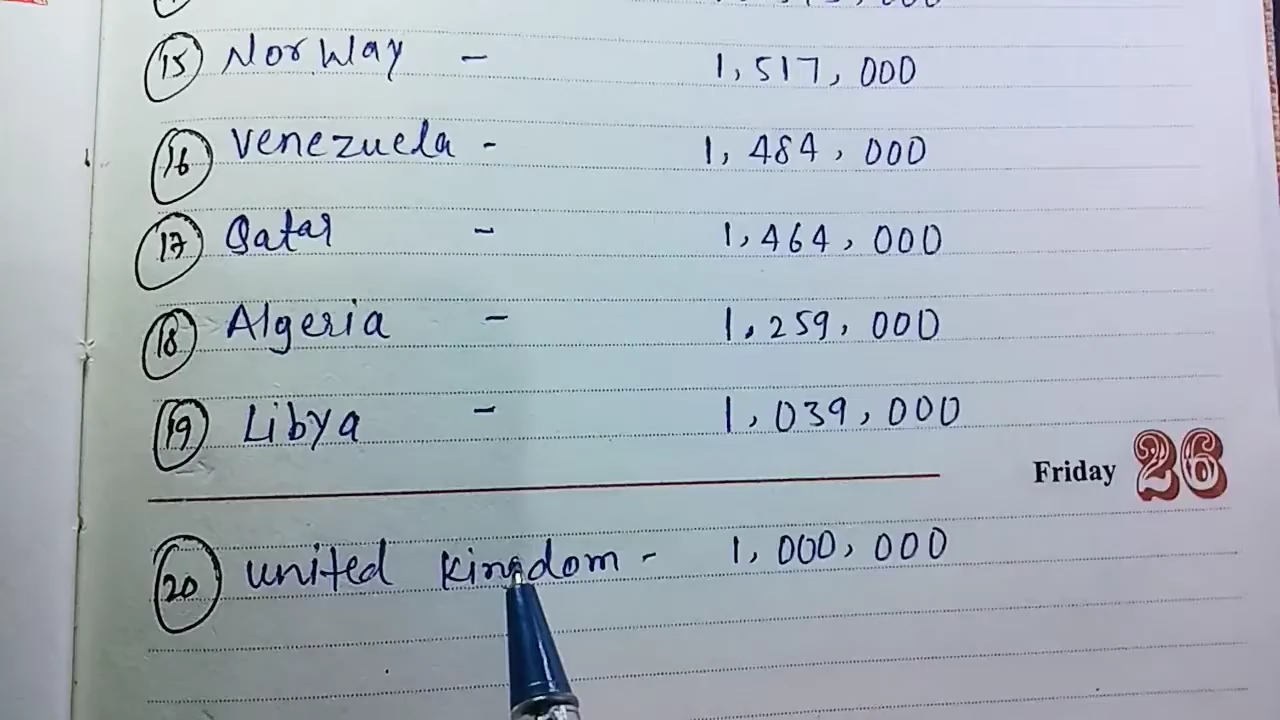 15 Norway - 1,517,000
16 Venezuela - 1,484,000
17 Qatar - 1,464,000
18 Algeria - 1,259,000
19 Libya - 1,039,000
Friday 26
20 united kingdom - 1,000,000